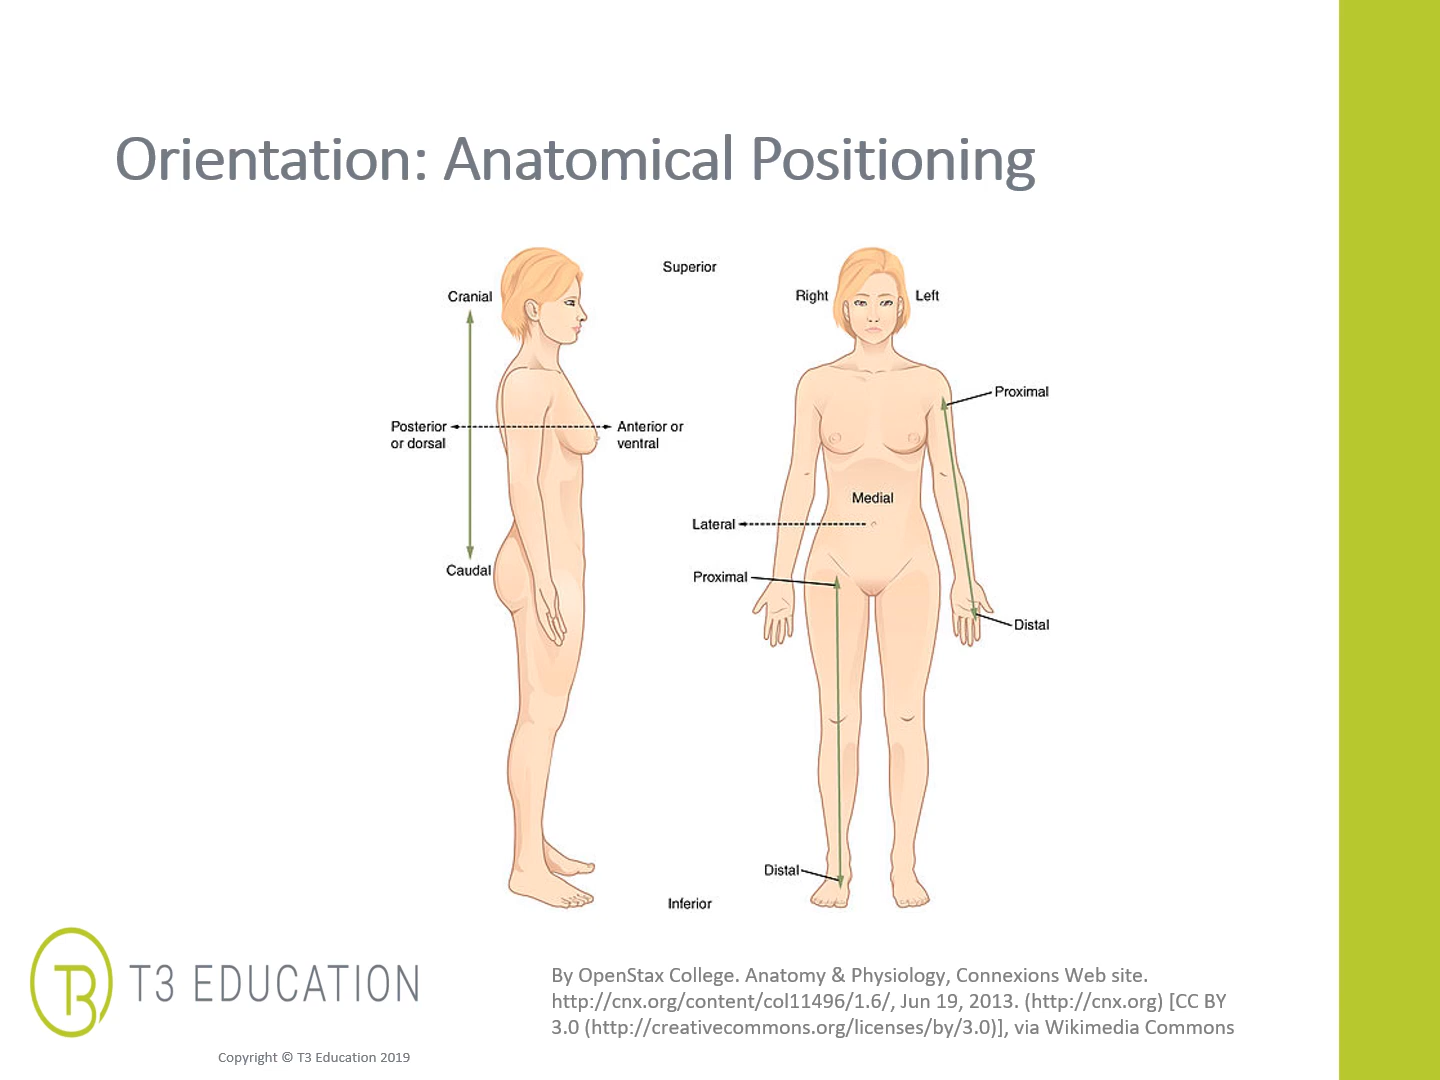 Orientation: Anatomical Positioning
Superior
Cranial
Right
Left
Proximal
Posterior
or dorsal
Anterior or
ventral
Medial
Lateral
Caudal
Proximal
Distal
Distal
Inferior
TB T3 EDUCATION
By OpenStax College. Anatomy & Physiology, Connexions Web site.
http://cnx.org/content/col11496/1.6/, Jun 19, 2013. (http://cnx.org) [CC BY
3.0 (http://creativecommons.org/licenses/by/3.0)], via Wikimedia Commons
Copyright © T3 Education 2019